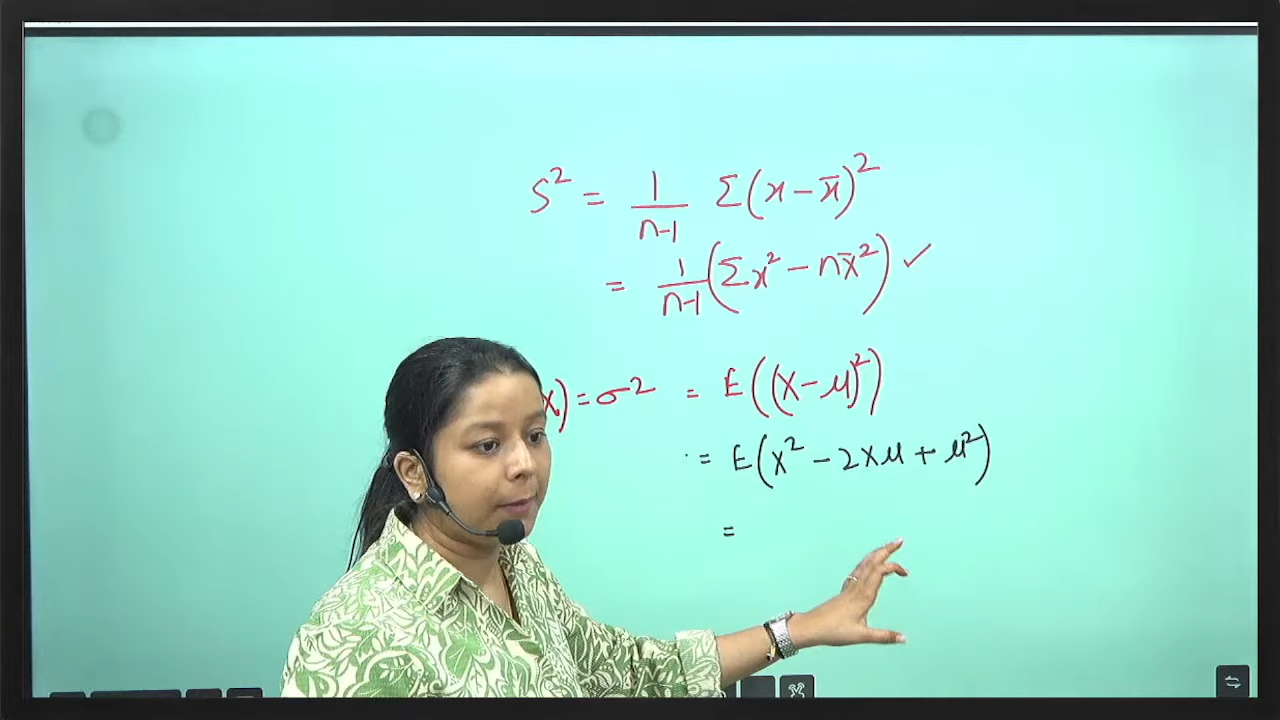 S² = 1/(n-1) Σ(x - x̄)²
= 1/(n-1) (Σx² - nx̄²) ✓
x) = σ² = E((X - μ)²)
= E(X² - 2Xμ + μ²)
=